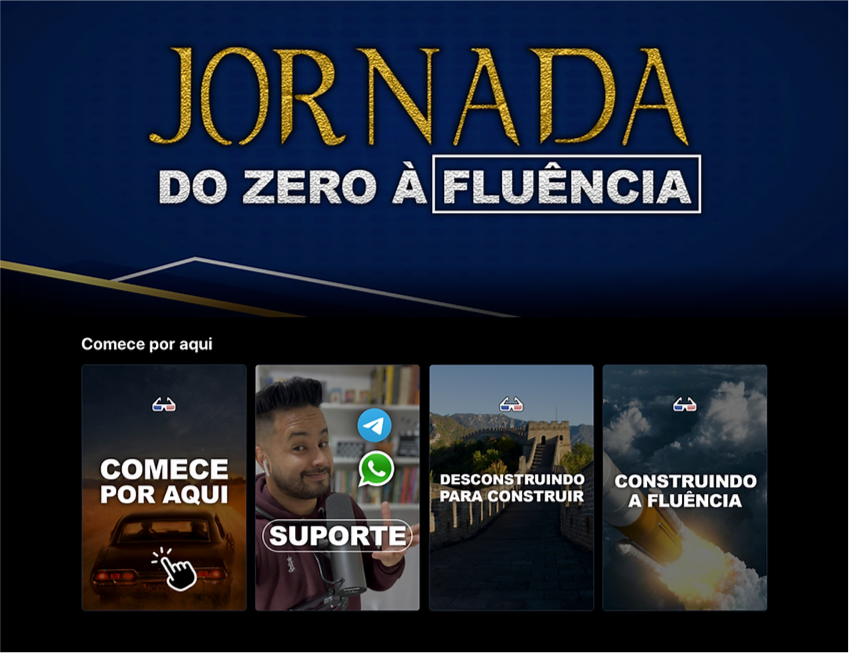 JORNADA
DO ZERO À FLUÊNCIA
Comece por aqui
COMECE
POR AQUI
SUPORTE
DESCONSTRUINDO
PARA CONSTRUIR
CONSTRUINDO
A FLUÊNCIA